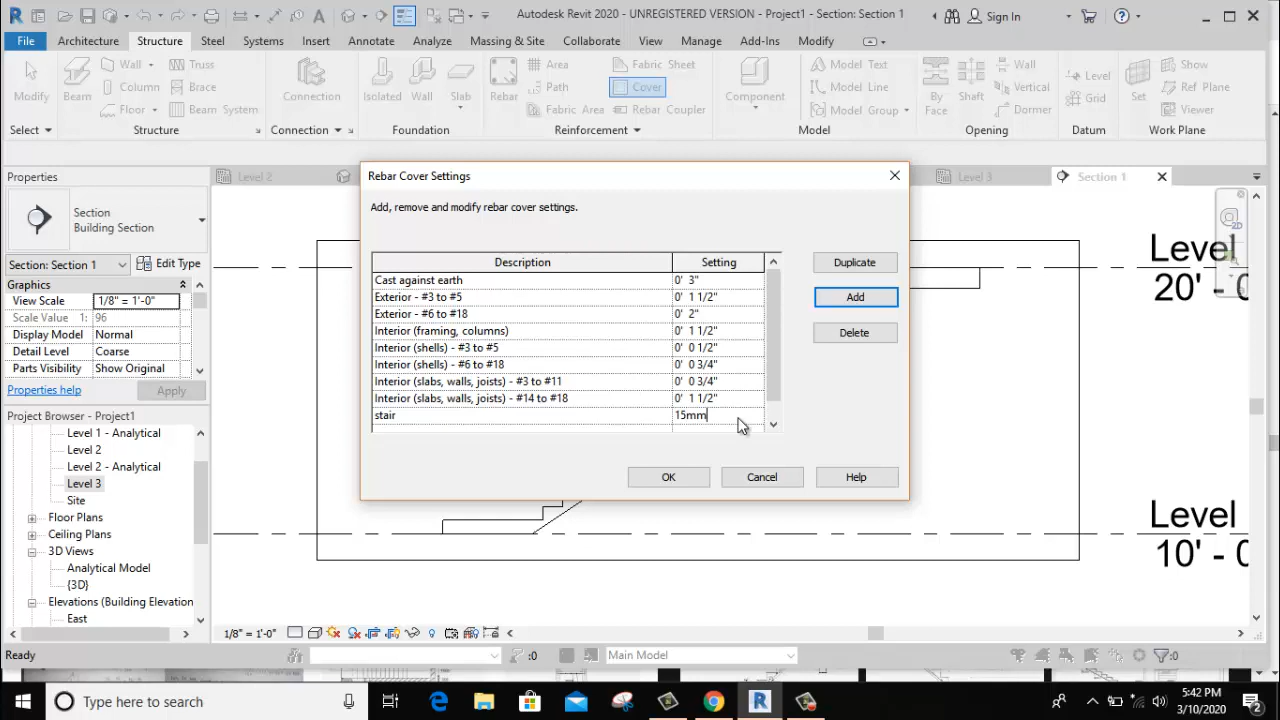 Autodesk Revit 2020 - UNREGISTERED VERSION - Project1 - Section: Section 1
Sign In
File Architecture Structure Steel Systems Insert Annotate Analyze Massing & Site Collaborate View Manage Add-Ins Modify
Modify
Beam
Wall
Column
Floor
Truss
Brace
Beam System
Connection
Isolated
Wall
Slab
Rebar
Area
Path
Fabric Area
Fabric Sheet
Cover
Rebar Coupler
Component
Model Text
Model Line
Model Group
By Face
Shaft
Wall
Vertical
Dormer
Level
Grid
Set
Show
Ref Plane
Viewer
Select Structure Connection Foundation Reinforcement Model Opening Datum Work Plane
Properties
Level 2
Level 3
Section 1
Section
Building Section
Section: Section 1
Edit Type
Graphics
View Scale 1/8" = 1'-0"
Scale Value 1: 96
Display Model Normal
Detail Level Coarse
Parts Visibility Show Original
Properties help
Apply
Project Browser - Project1
Level 1 - Analytical
Level 2
Level 2 - Analytical
Level 3
Site
Floor Plans
Ceiling Plans
3D Views
Analytical Model
{3D}
Elevations (Building Elevation
East
Rebar Cover Settings
Add, remove and modify rebar cover settings.
Description Setting
Cast against earth 0' 3"
Exterior - #3 to #5 0' 1 1/2"
Exterior - #6 to #18 0' 2"
Interior (framing, columns) 0' 1 1/2"
Interior (shells) - #3 to #5 0' 0 1/2"
Interior (shells) - #6 to #18 0' 0 3/4"
Interior (slabs, walls, joists) - #3 to #11 0' 0 3/4"
Interior (slabs, walls, joists) - #14 to #18 0' 1 1/2"
stair 15mm
Duplicate
Add
Delete
OK
Cancel
Help
2D
Level
20' - 0
Level
10' - 0
1/8" = 1'-0"
Ready
:0
Main Model
:0
Type here to search
5:42 PM
3/10/2020
2